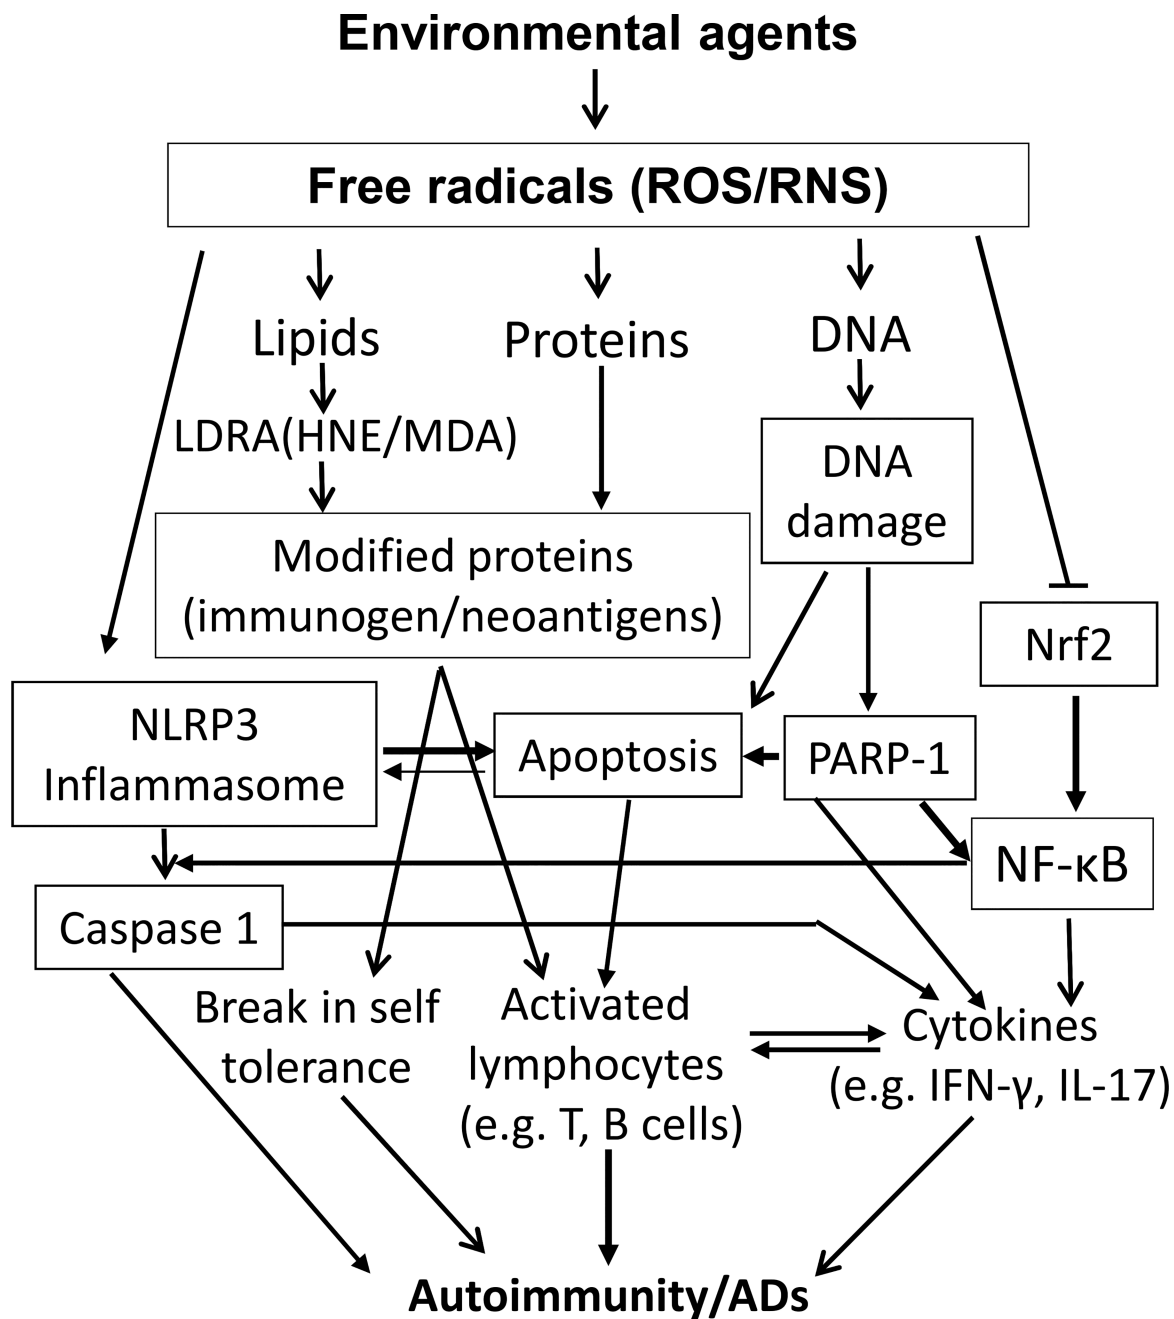 Environmental agents
Free radicals (ROS/RNS)
Lipids
Proteins
DNA
LDRA(HNE/MDA)
DNA
damage
Modified proteins
(immunogen/neoantigens)
Nrf2
NLRP3
Inflammasome
Apoptosis
PARP-1
NF-κB
Caspase 1
Break in self
tolerance
Activated
lymphocytes
(e.g. T, B cells)
Cytokines
(e.g. IFN-γ, IL-17)
Autoimmunity/ADs